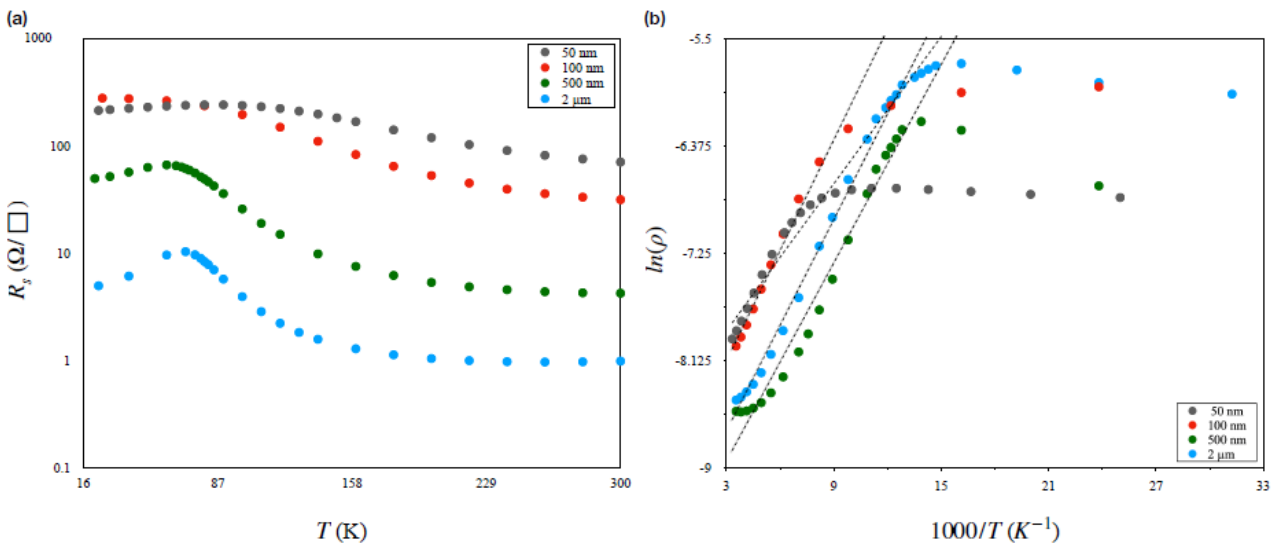 (a)
1000
100
10
1
0.1
R_s (Ω/□)
16
87
158
229
300
T (K)
50 nm
100 nm
500 nm
2 μm
(b)
-5.5
-6.375
-7.25
-8.125
-9
ln(ρ)
3
9
15
21
27
33
1000/T (K⁻¹)
50 nm
100 nm
500 nm
2 μm